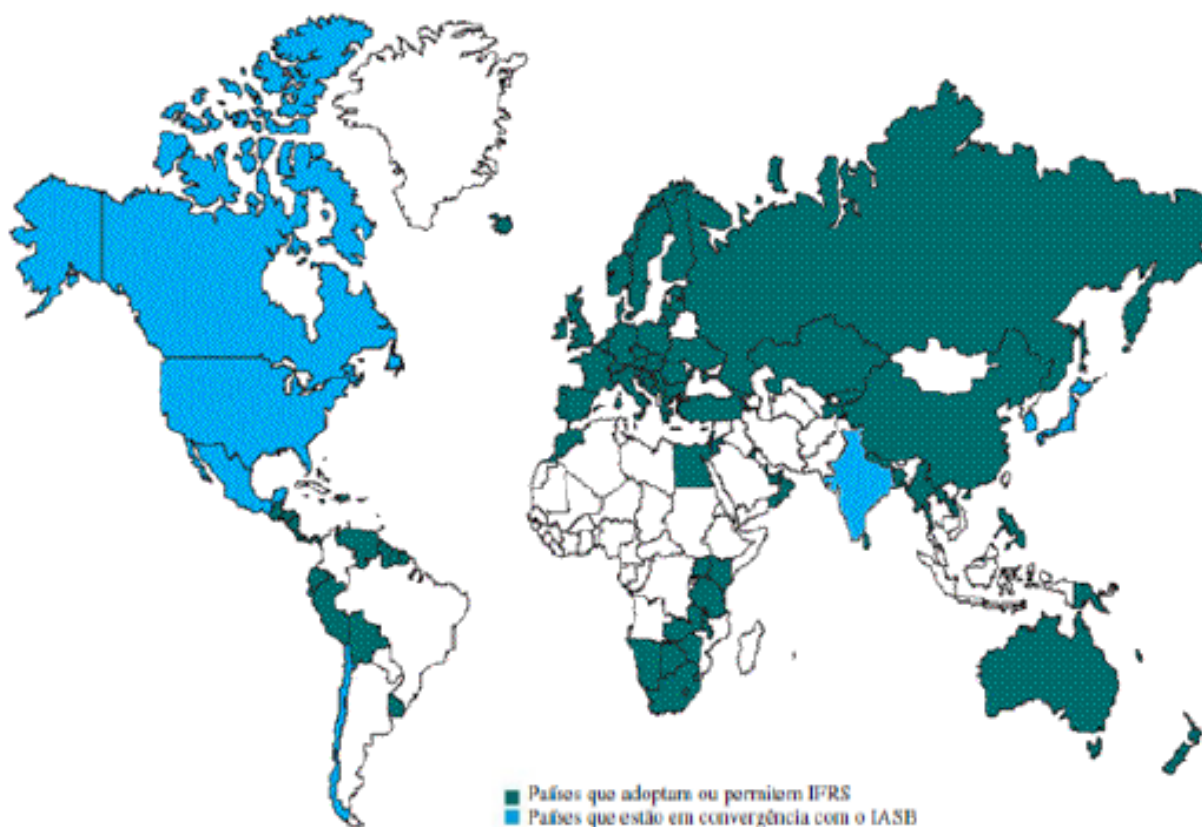 Países que adoptam ou permitem IFRS
Países que estão em convergência com o IASB